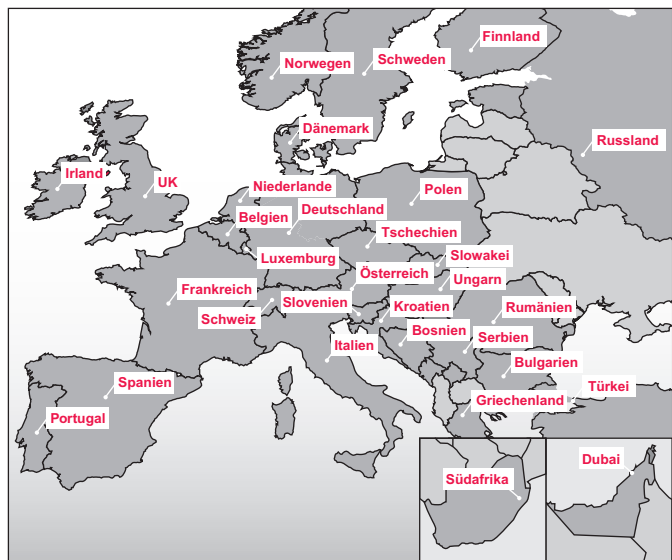 Finnland
Norwegen
Schweden
Dänemark
Russland
Irland
UK
Niederlande
Polen
Deutschland
Belgien
Tschechien
Luxemburg
Slowakei
Österreich
Ungarn
Frankreich
Slovenien
Kroatien
Rumänien
Schweiz
Bosnien
Serbien
Italien
Bulgarien
Spanien
Türkei
Griechenland
Portugal
Dubai
Südafrika